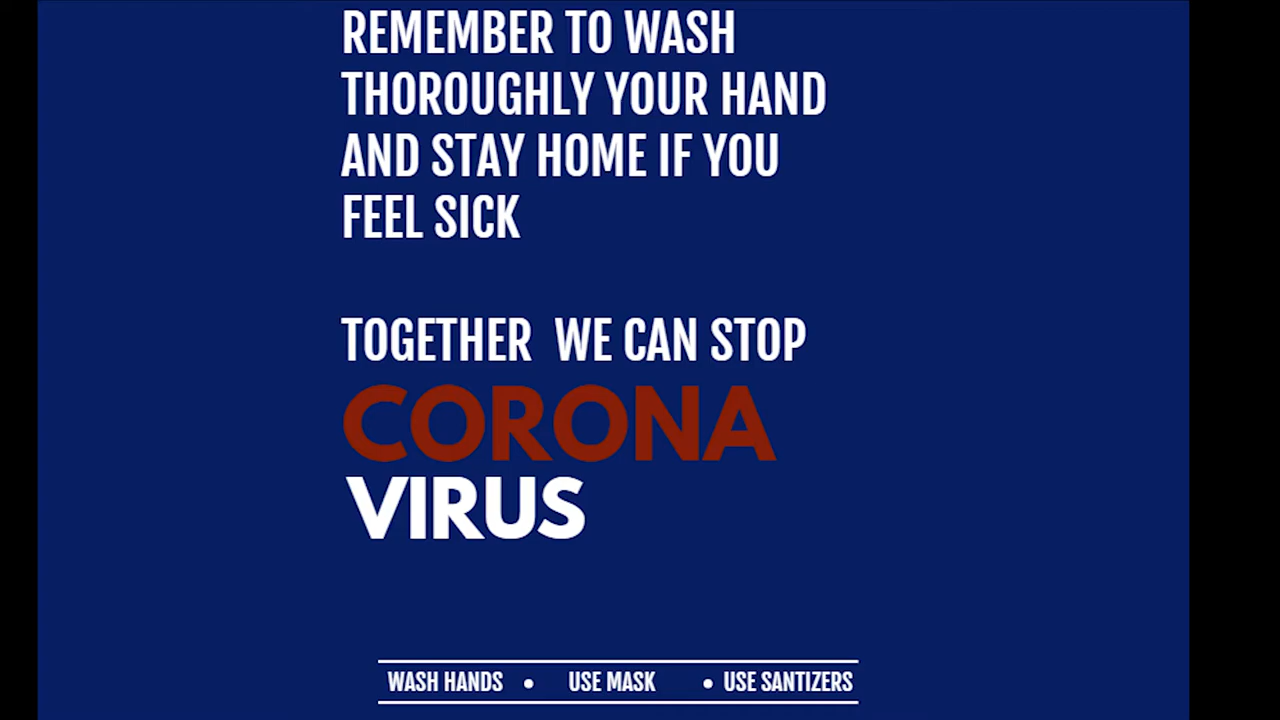 REMEMBER TO WASH
THOROUGHLY YOUR HAND
AND STAY HOME IF YOU
FEEL SICK
TOGETHER WE CAN STOP
CORONA
VIRUS
WASH HANDS • USE MASK • USE SANTIZERS